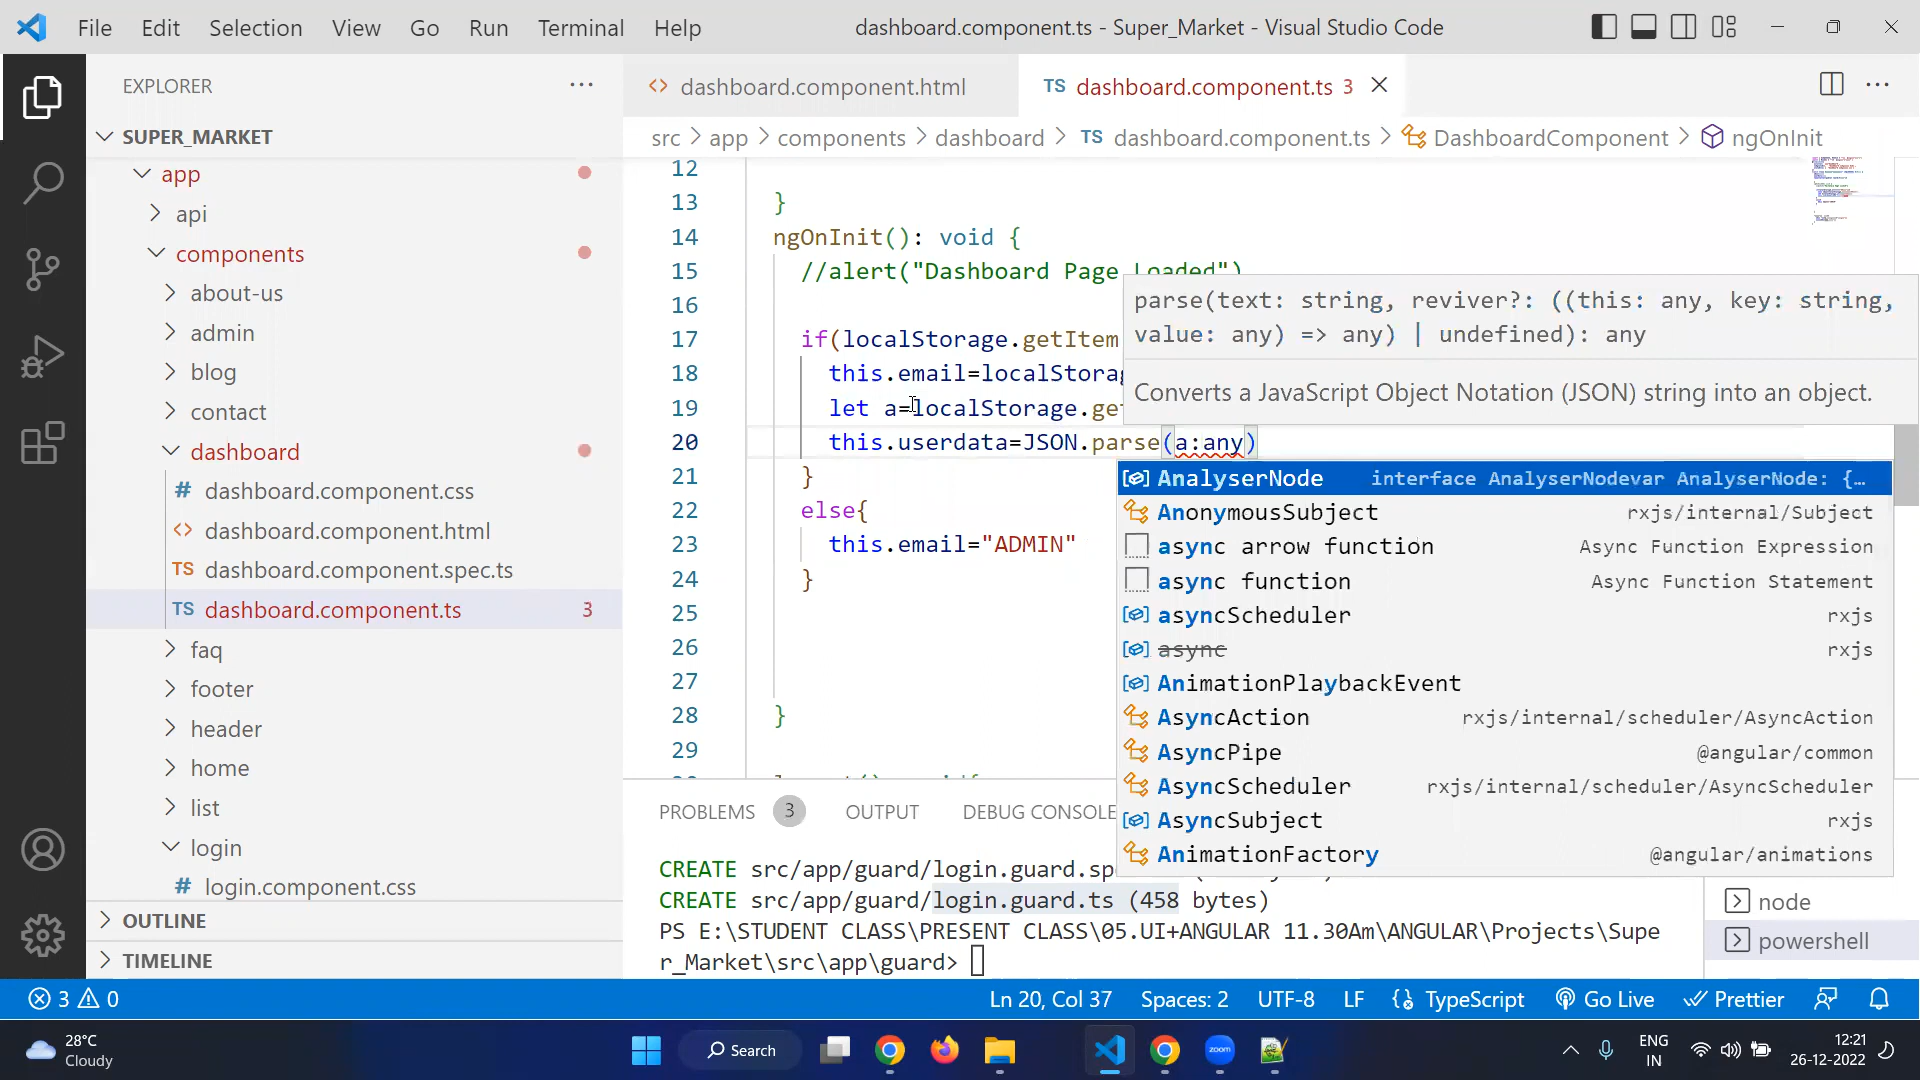 File Edit Selection View Go Run Terminal Help
dashboard.component.ts - Super_Market - Visual Studio Code
EXPLORER
SUPER_MARKET
app
api
components
about-us
admin
blog
contact
dashboard
# dashboard.component.css
<> dashboard.component.html
TS dashboard.component.spec.ts
TS dashboard.component.ts 3
faq
footer
header
home
list
login
# login.component.css
OUTLINE
TIMELINE
<> dashboard.component.html
TS dashboard.component.ts 3
src > app > components > dashboard > TS dashboard.component.ts > DashboardComponent > ngOnInit
12
13 }
14 ngOnInit(): void {
15 //alert("Dashboard Page Loaded")
16
17 if(localStorage.getItem
18 this.email=localStorag
19 let a=localStorage.get
20 this.userdata=JSON.parse(a:any)
21 }
22 else{
23 this.email="ADMIN"
24 }
25
26
27
28 }
29
parse(text: string, reviver?: ((this: any, key: string,
value: any) => any) | undefined): any
Converts a JavaScript Object Notation (JSON) string into an object.
AnalyserNode interface AnalyserNodevar AnalyserNode: {…
AnonymousSubject rxjs/internal/Subject
async arrow function Async Function Expression
async function Async Function Statement
asyncScheduler rxjs
async rxjs
AnimationPlaybackEvent
AsyncAction rxjs/internal/scheduler/AsyncAction
AsyncPipe @angular/common
AsyncScheduler rxjs/internal/scheduler/AsyncScheduler
AsyncSubject rxjs
AnimationFactory @angular/animations
PROBLEMS 3 OUTPUT DEBUG CONSOLE
CREATE src/app/guard/login.guard.sp
CREATE src/app/guard/login.guard.ts (458 bytes)
PS E:\STUDENT CLASS\PRESENT CLASS\05.UI+ANGULAR 11.30Am\ANGULAR\Projects\Supe
r_Market\src\app\guard>
node
powershell
3 0
Ln 20, Col 37 Spaces: 2 UTF-8 LF TypeScript Go Live Prettier
28°C
Cloudy
Search
zoom
ENG
IN
12:21
26-12-2022